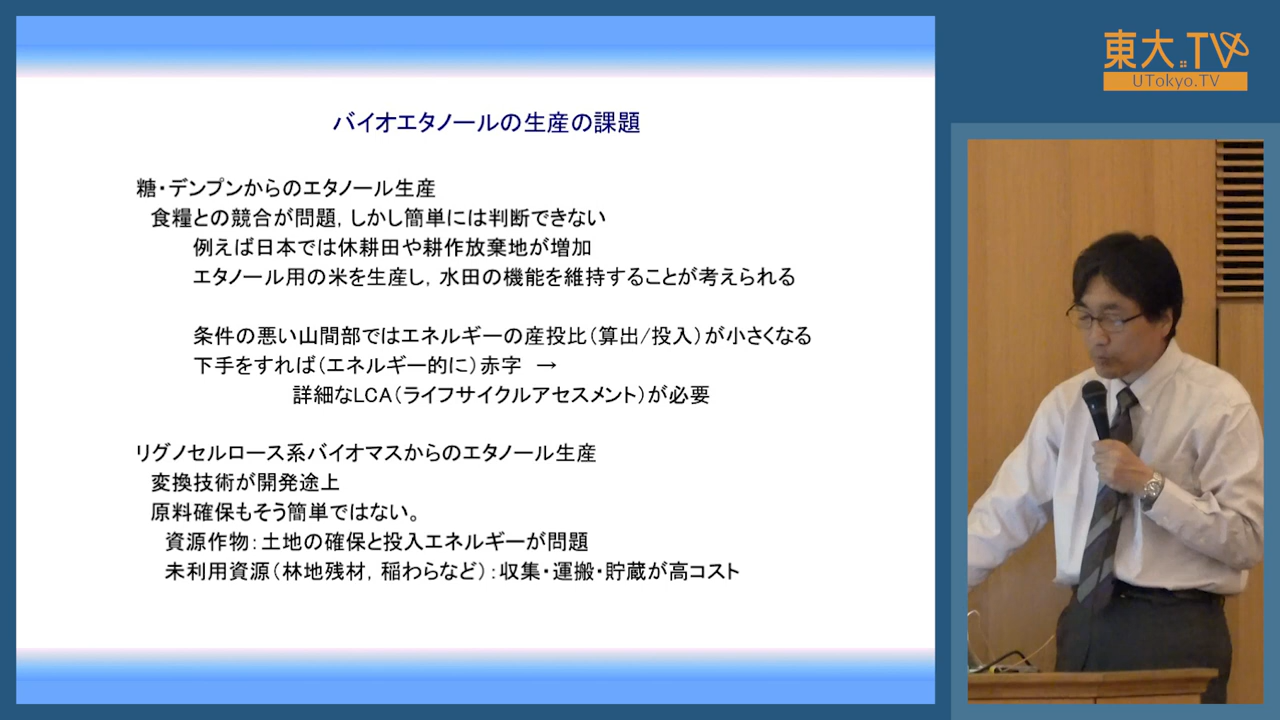 バイオエタノールの生産の課題
糖・デンプンからのエタノール生産
食糧との競合が問題，しかし簡単には判断できない
例えば日本では休耕田や耕作放棄地が増加
エタノール用の米を生産し，水田の機能を維持することが考えられる
条件の悪い山間部ではエネルギーの産投比（算出/投入）が小さくなる
下手をすれば（エネルギー的に）赤字　→
詳細なLCA（ライフサイクルアセスメント）が必要
リグノセルロース系バイオマスからのエタノール生産
変換技術が開発途上
原料確保もそう簡単ではない。
資源作物：土地の確保と投入エネルギーが問題
未利用資源（林地残材，稲わらなど）：収集・運搬・貯蔵が高コスト
東大.TV
UTokyo.TV